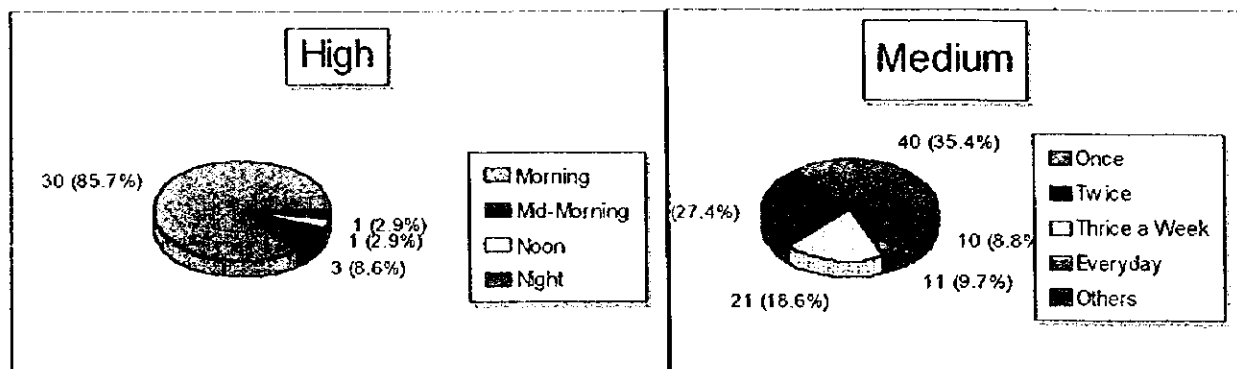 High
30 (85.7%)
1 (2.9%)
1 (2.9%)
3 (8.6%)
Morning
Mid-Morning
Noon
Night
Medium
40 (35.4%)
(27.4%)
10 (8.8%
11 (9.7%)
21 (18.6%)
Once
Twice
Thrice a Week
Everyday
Others